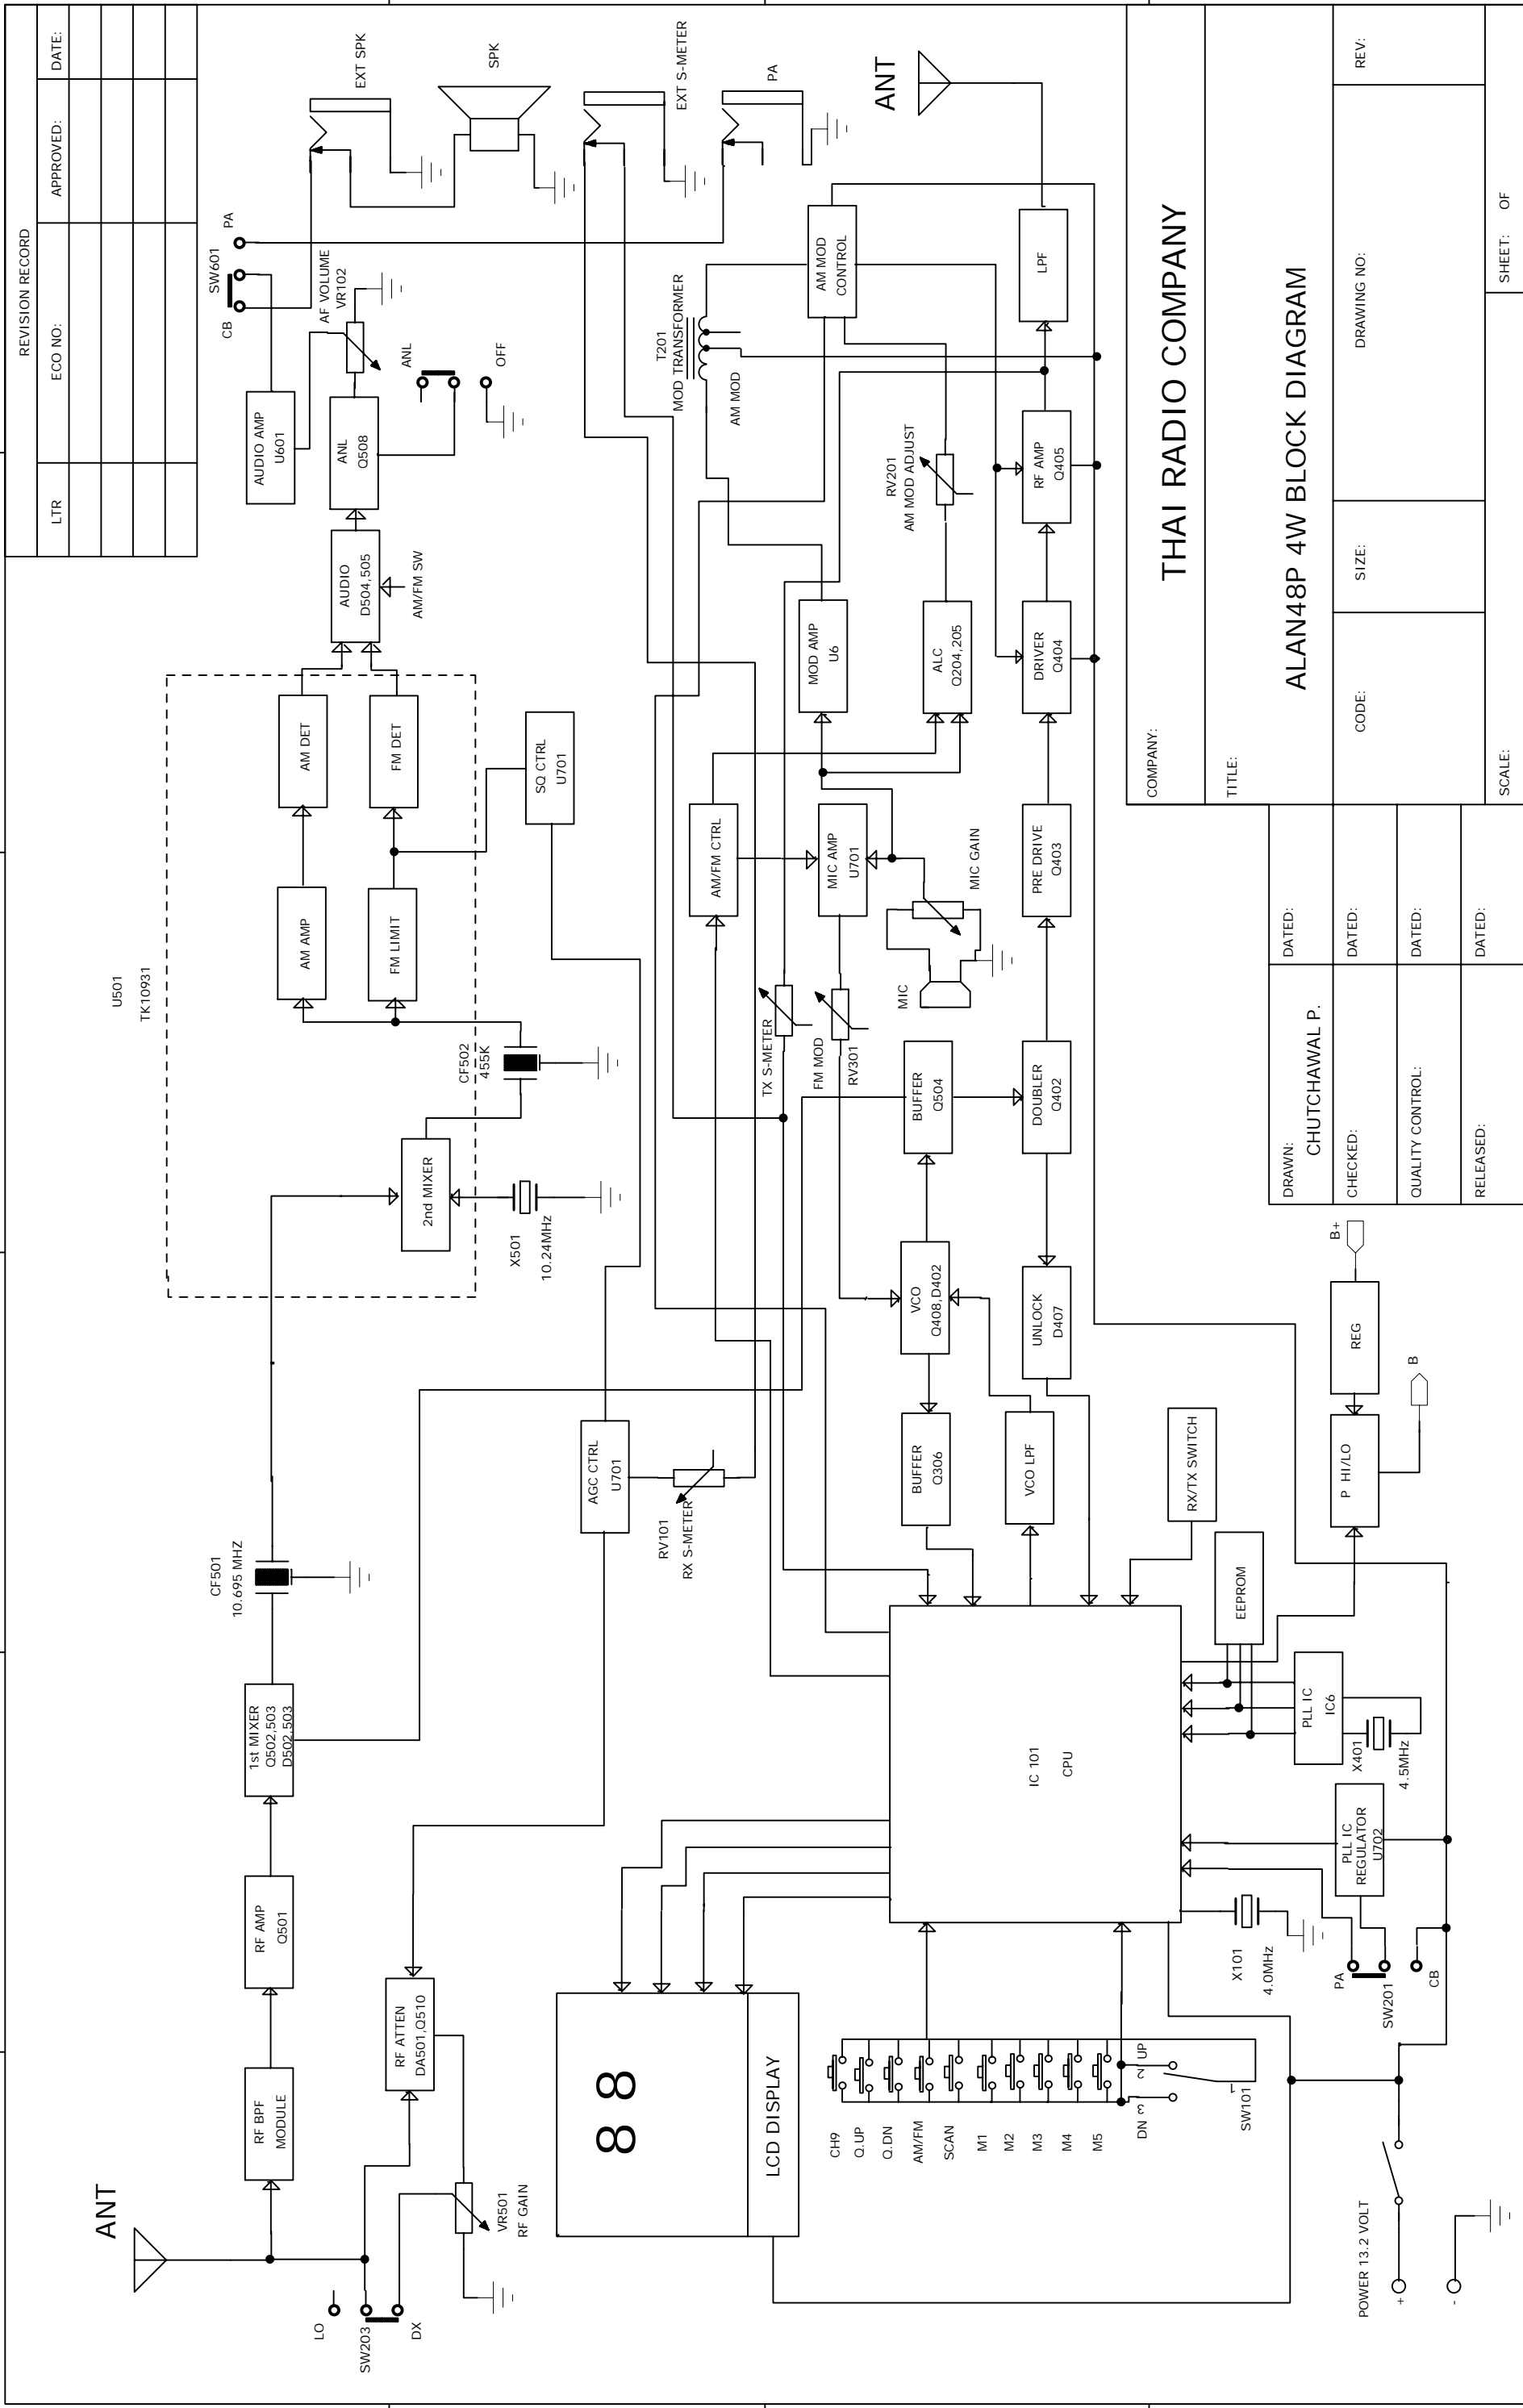 ANT
LO
SW203
DX
RF BPF
MODULE
RF AMP
Q501
1st MIXER
Q502,503
D502,503
CF501
10.695 MHZ
RF ATTEN
DA501,Q510
VR501
RF GAIN
U501
TK10931
2nd MIXER
X501
10.24MHz
CF502
455K
AM AMP
AM DET
FM LIMIT
FM DET
SQ CTRL
U701
AUDIO
D504,505
AM/FM SW
ANL
Q508
AUDIO AMP
U601
AF VOLUME
VR102
ANL
OFF
SW601
CB
PA
EXT SPK
SPK
EXT S-METER
PA
ANT
REVISION RECORD
LTR
ECO NO:
APPROVED:
DATE:
AGC CTRL
U701
RV101
RX S-METER
AM/FM CTRL
TX S-METER
MIC AMP
U701
FM MOD
RV301
MIC
MIC GAIN
MOD AMP
U6
T201
MOD TRANSFORMER
AM MOD
AM MOD
CONTROL
ALC
Q204,205
RV201
AM MOD ADJUST
LPF
RF AMP
Q405
DRIVER
Q404
PRE DRIVE
Q403
DOUBLER
Q402
BUFFER
Q504
VCO
Q408,D402
UNLOCK
D407
BUFFER
Q306
VCO LPF
RX/TX SWITCH
EEPROM
PLL IC
IC6
X401
4.5MHz
PLL IC
REGULATOR
U702
IC 101
CPU
X101
4.0MHz
PA
SW201
CB
P HI/LO
REG
B+
B
88
LCD DISPLAY
CH9
Q.UP
Q.DN
AM/FM
SCAN
M1
M2
M3
M4
M5
DN
3
2
UP
1
SW101
POWER 13.2 VOLT
+
-
COMPANY:
THAI RADIO COMPANY
TITLE:
ALAN48P 4W BLOCK DIAGRAM
DRAWN:
CHUTCHAWAL P.
DATED:
CHECKED:
DATED:
QUALITY CONTROL:
DATED:
RELEASED:
DATED:
CODE:
SIZE:
DRAWING NO:
REV:
SCALE:
SHEET:
OF